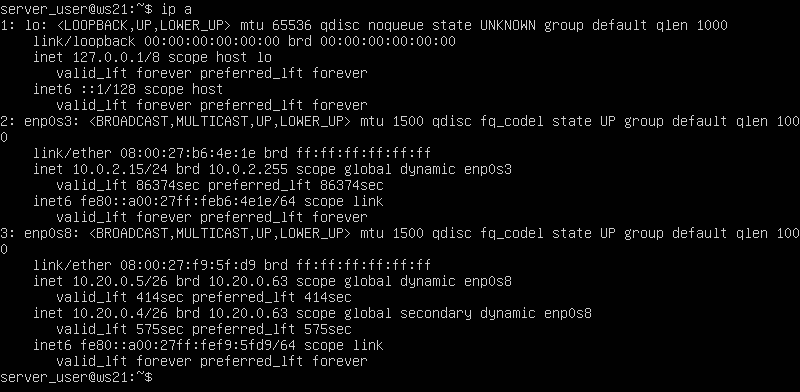 server_user@ws21:~$ ip a
1: lo: <LOOPBACK,UP,LOWER_UP> mtu 65536 qdisc noqueue state UNKNOWN group default qlen 1000
    link/loopback 00:00:00:00:00:00 brd 00:00:00:00:00:00
    inet 127.0.0.1/8 scope host lo
       valid_lft forever preferred_lft forever
    inet6 ::1/128 scope host
       valid_lft forever preferred_lft forever
2: enp0s3: <BROADCAST,MULTICAST,UP,LOWER_UP> mtu 1500 qdisc fq_codel state UP group default qlen 100
0
    link/ether 08:00:27:b6:4e:1e brd ff:ff:ff:ff:ff:ff
    inet 10.0.2.15/24 brd 10.0.2.255 scope global dynamic enp0s3
       valid_lft 86374sec preferred_lft 86374sec
    inet6 fe80::a00:27ff:feb6:4e1e/64 scope link
       valid_lft forever preferred_lft forever
3: enp0s8: <BROADCAST,MULTICAST,UP,LOWER_UP> mtu 1500 qdisc fq_codel state UP group default qlen 100
0
    link/ether 08:00:27:f9:5f:d9 brd ff:ff:ff:ff:ff:ff
    inet 10.20.0.5/26 brd 10.20.0.63 scope global dynamic enp0s8
       valid_lft 414sec preferred_lft 414sec
    inet 10.20.0.4/26 brd 10.20.0.63 scope global secondary dynamic enp0s8
       valid_lft 575sec preferred_lft 575sec
    inet6 fe80::a00:27ff:fef9:5fd9/64 scope link
       valid_lft forever preferred_lft forever
server_user@ws21:~$